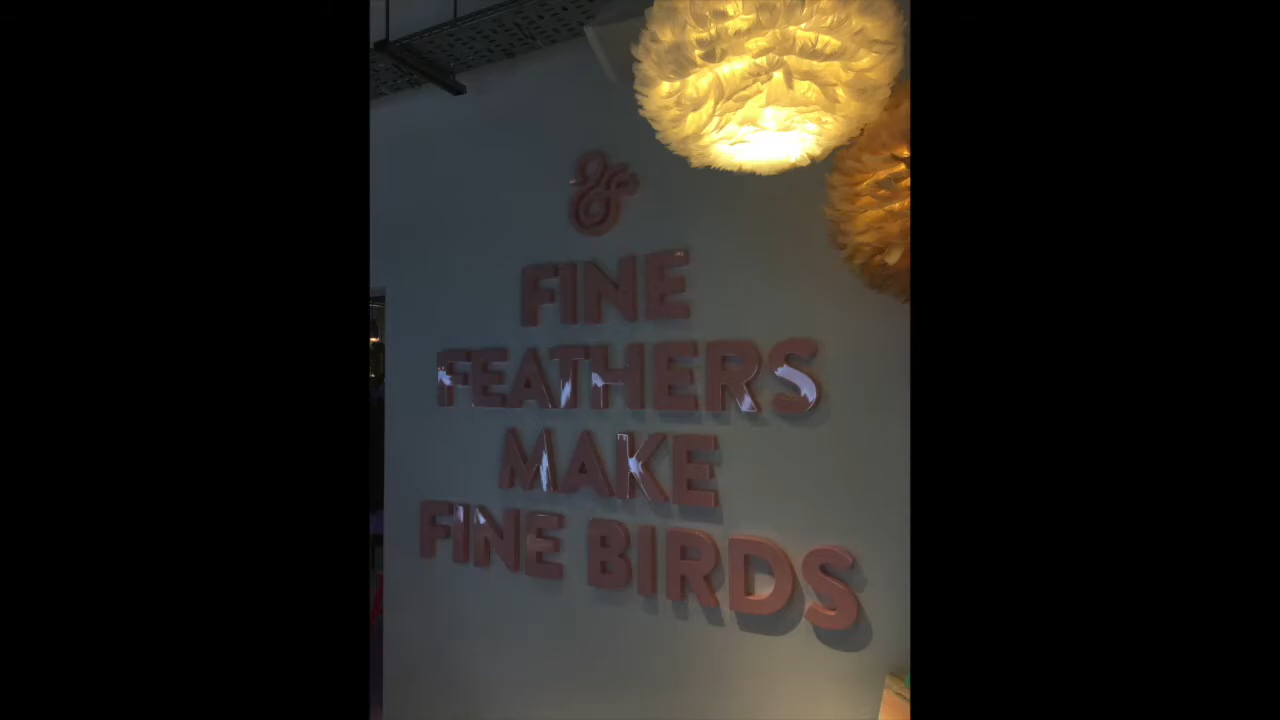 &
FINE
FEATHERS
MAKE
FINE BIRDS